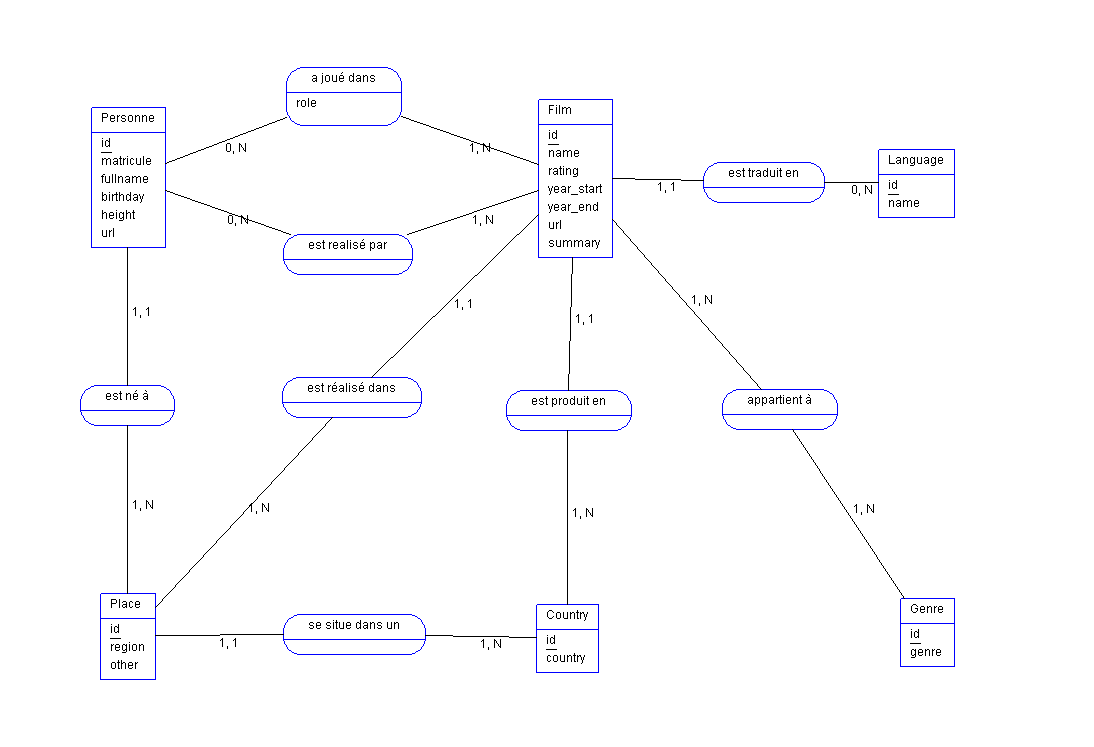 a joué dans
role
Personne
id
matricule
fullname
birthday
height
url
Film
id
name
rating
year_start
year_end
url
summary
Language
id
name
0, N
1, N
est traduit en
1, 1
0, N
0, N
1, N
est realisé par
1, 1
1, 1
1, 1
1, N
est né à
est réalisé dans
est produit en
appartient à
1, N
1, N
1, N
1, N
Place
id
region
other
se situe dans un
1, 1
1, N
Country
id
country
Genre
id
genre